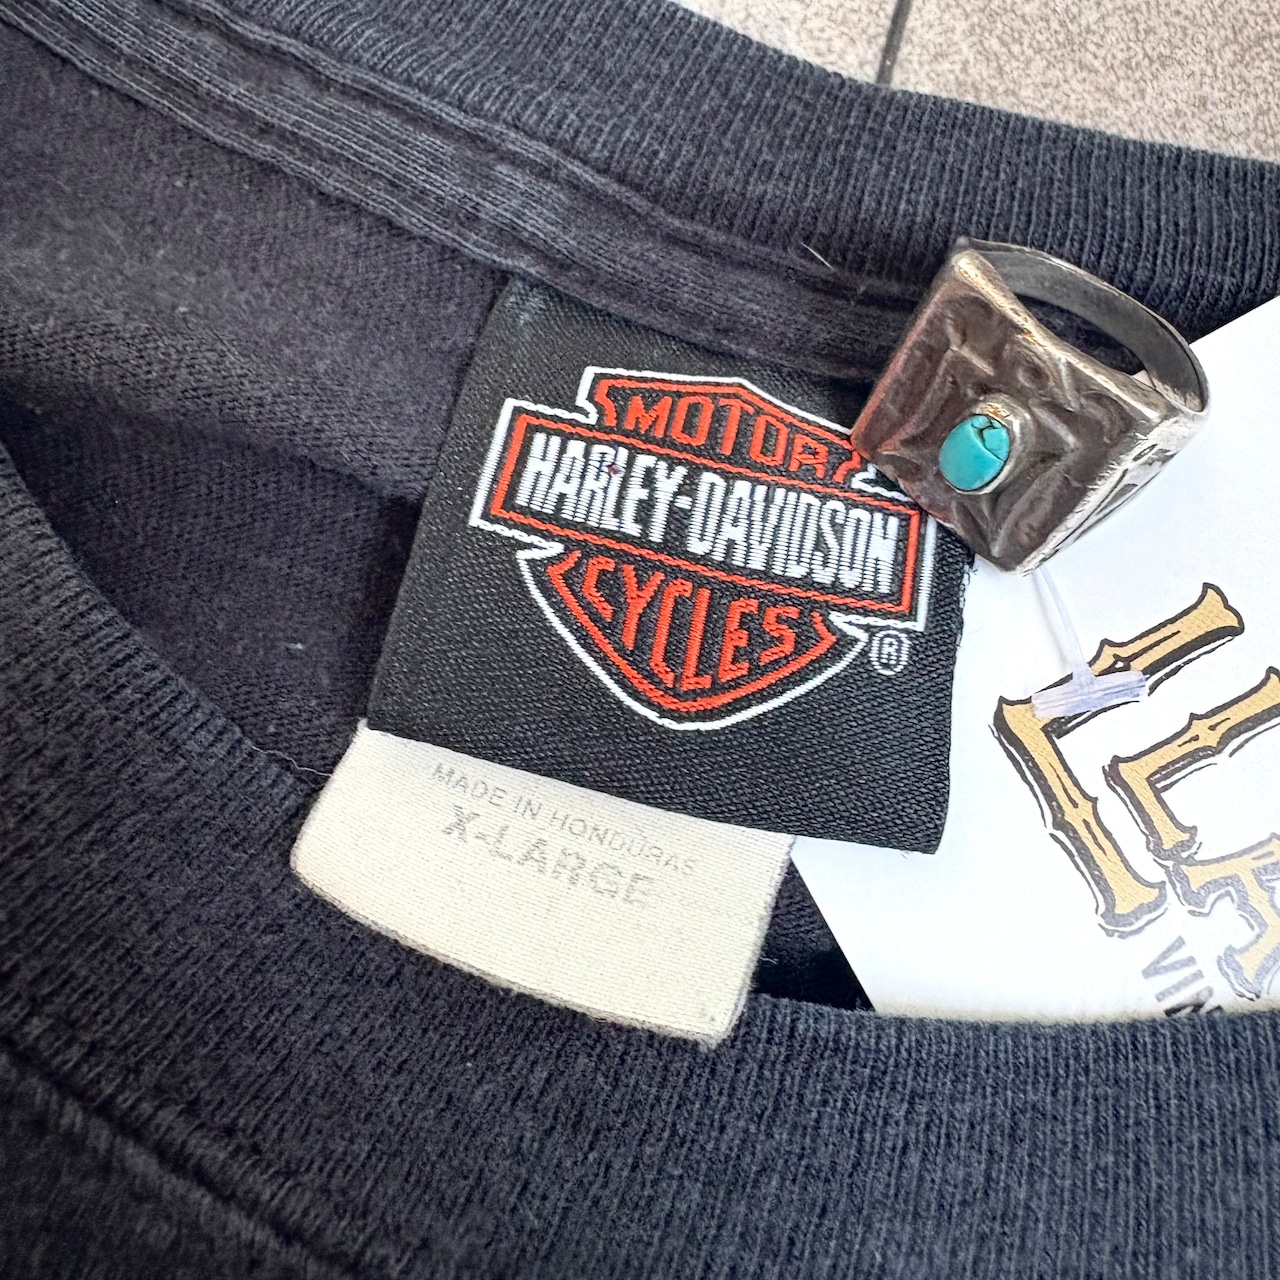 MOTOR
HARLEY-DAVIDSON
CYCLES
®
MADE IN HONDURAS
X-LARGE